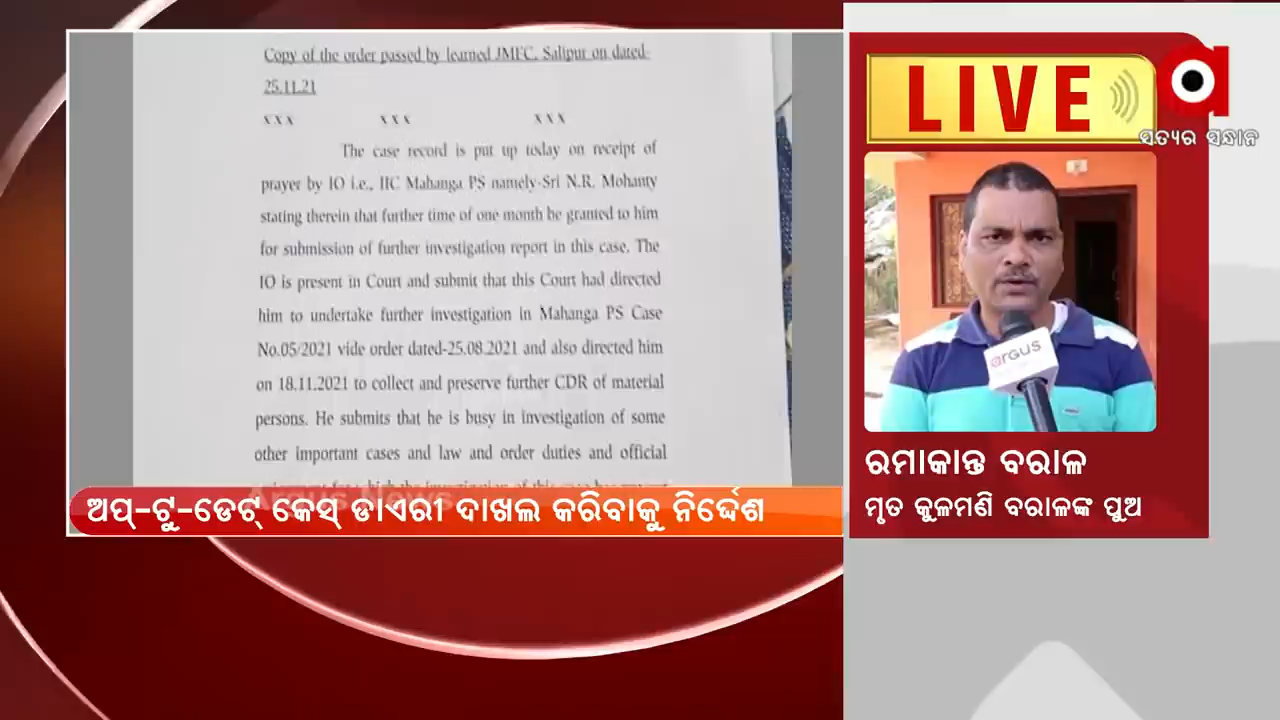 Copy of the order passed by learned JMFC, Salipur on dated-
25.11.21
x x x x x x x x x
The case record is put up today on receipt of
prayer by IO i.e., IIC Mahanga PS namely-Sri N.R. Mohanty
stating therein that further time of one month be granted to him
for submission of further investigation report in this case. The
IO is present in Court and submit that this Court had directed
him to undertake further investigation in Mahanga PS Case
No.05/2021 vide order dated-25.08.2021 and also directed him
on 18.11.2021 to collect and preserve further CDR of material
persons. He submits that he is busy in investigation of some
other important cases and law and order duties and official
Argus News
ଅପ୍-ଟୁ-ଡେଟ୍ କେସ୍ ଡାଏରୀ ଦାଖଲ କରିବାକୁ ନିର୍ଦ୍ଦେଶ
LIVE
a
ସତ୍ୟର ସନ୍ଧାନ
argus
ରମାକାନ୍ତ ବରାଳ
ମୃତ କୁଳମଣି ବରାଳଙ୍କ ପୁଅ